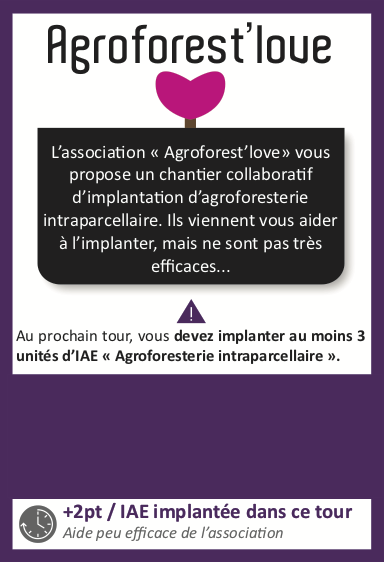 Agroforest’love
L’association « Agroforest’love» vous
propose un chantier collaboratif
d’implantation d’agroforesterie
intraparcellaire. Ils viennent vous aider
à l’implanter, mais ne sont pas très
efficaces...
!
Au prochain tour, vous devez implanter au moins 3
unités d’IAE « Agroforesterie intraparcellaire ».
+2pt / IAE implantée dans ce tour
Aide peu efficace de l’association